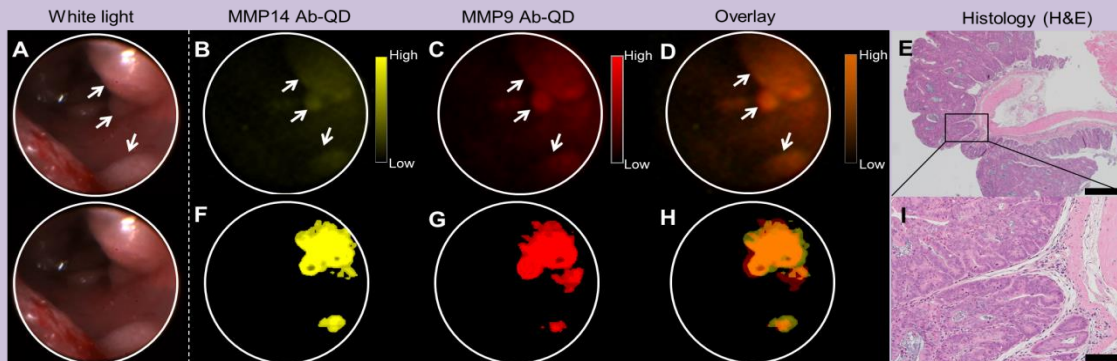 White light MMP14 Ab-QD MMP9 Ab-QD Overlay Histology (H&E)
A B High C High D High E
Low Low Low
F G H I